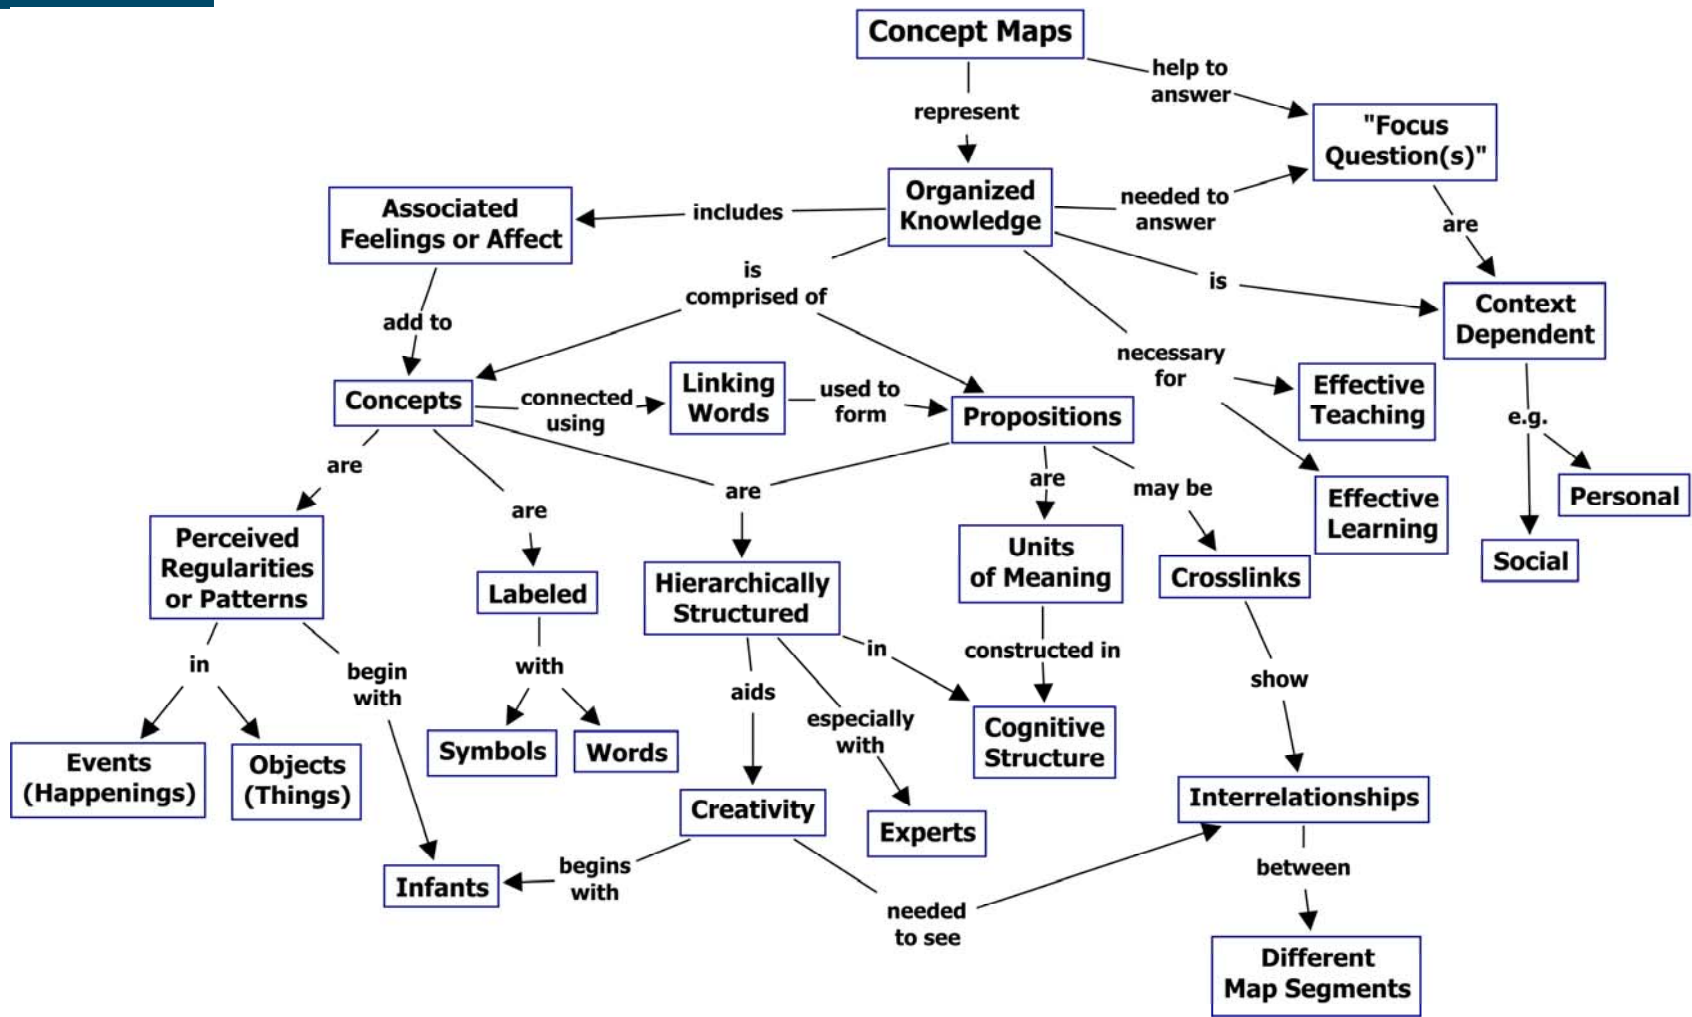 Concept Maps
help to
answer
represent
"Focus
Question(s)"
Organized
Knowledge
needed to
answer
includes
Associated
Feelings or Affect
are
is
comprised of
is
Context
Dependent
add to
necessary
for
Concepts
connected
using
Linking
Words
used to
form
Propositions
Effective
Teaching
e.g.
are
are
are
are
may be
Effective
Learning
Personal
Social
Perceived
Regularities
or Patterns
Labeled
Hierarchically
Structured
Units
of Meaning
Crosslinks
in
begin
with
with
aids
especially
with
in
constructed in
show
Events
(Happenings)
Objects
(Things)
Symbols
Words
Cognitive
Structure
Creativity
Experts
Interrelationships
Infants
begins
with
needed
to see
between
Different
Map Segments